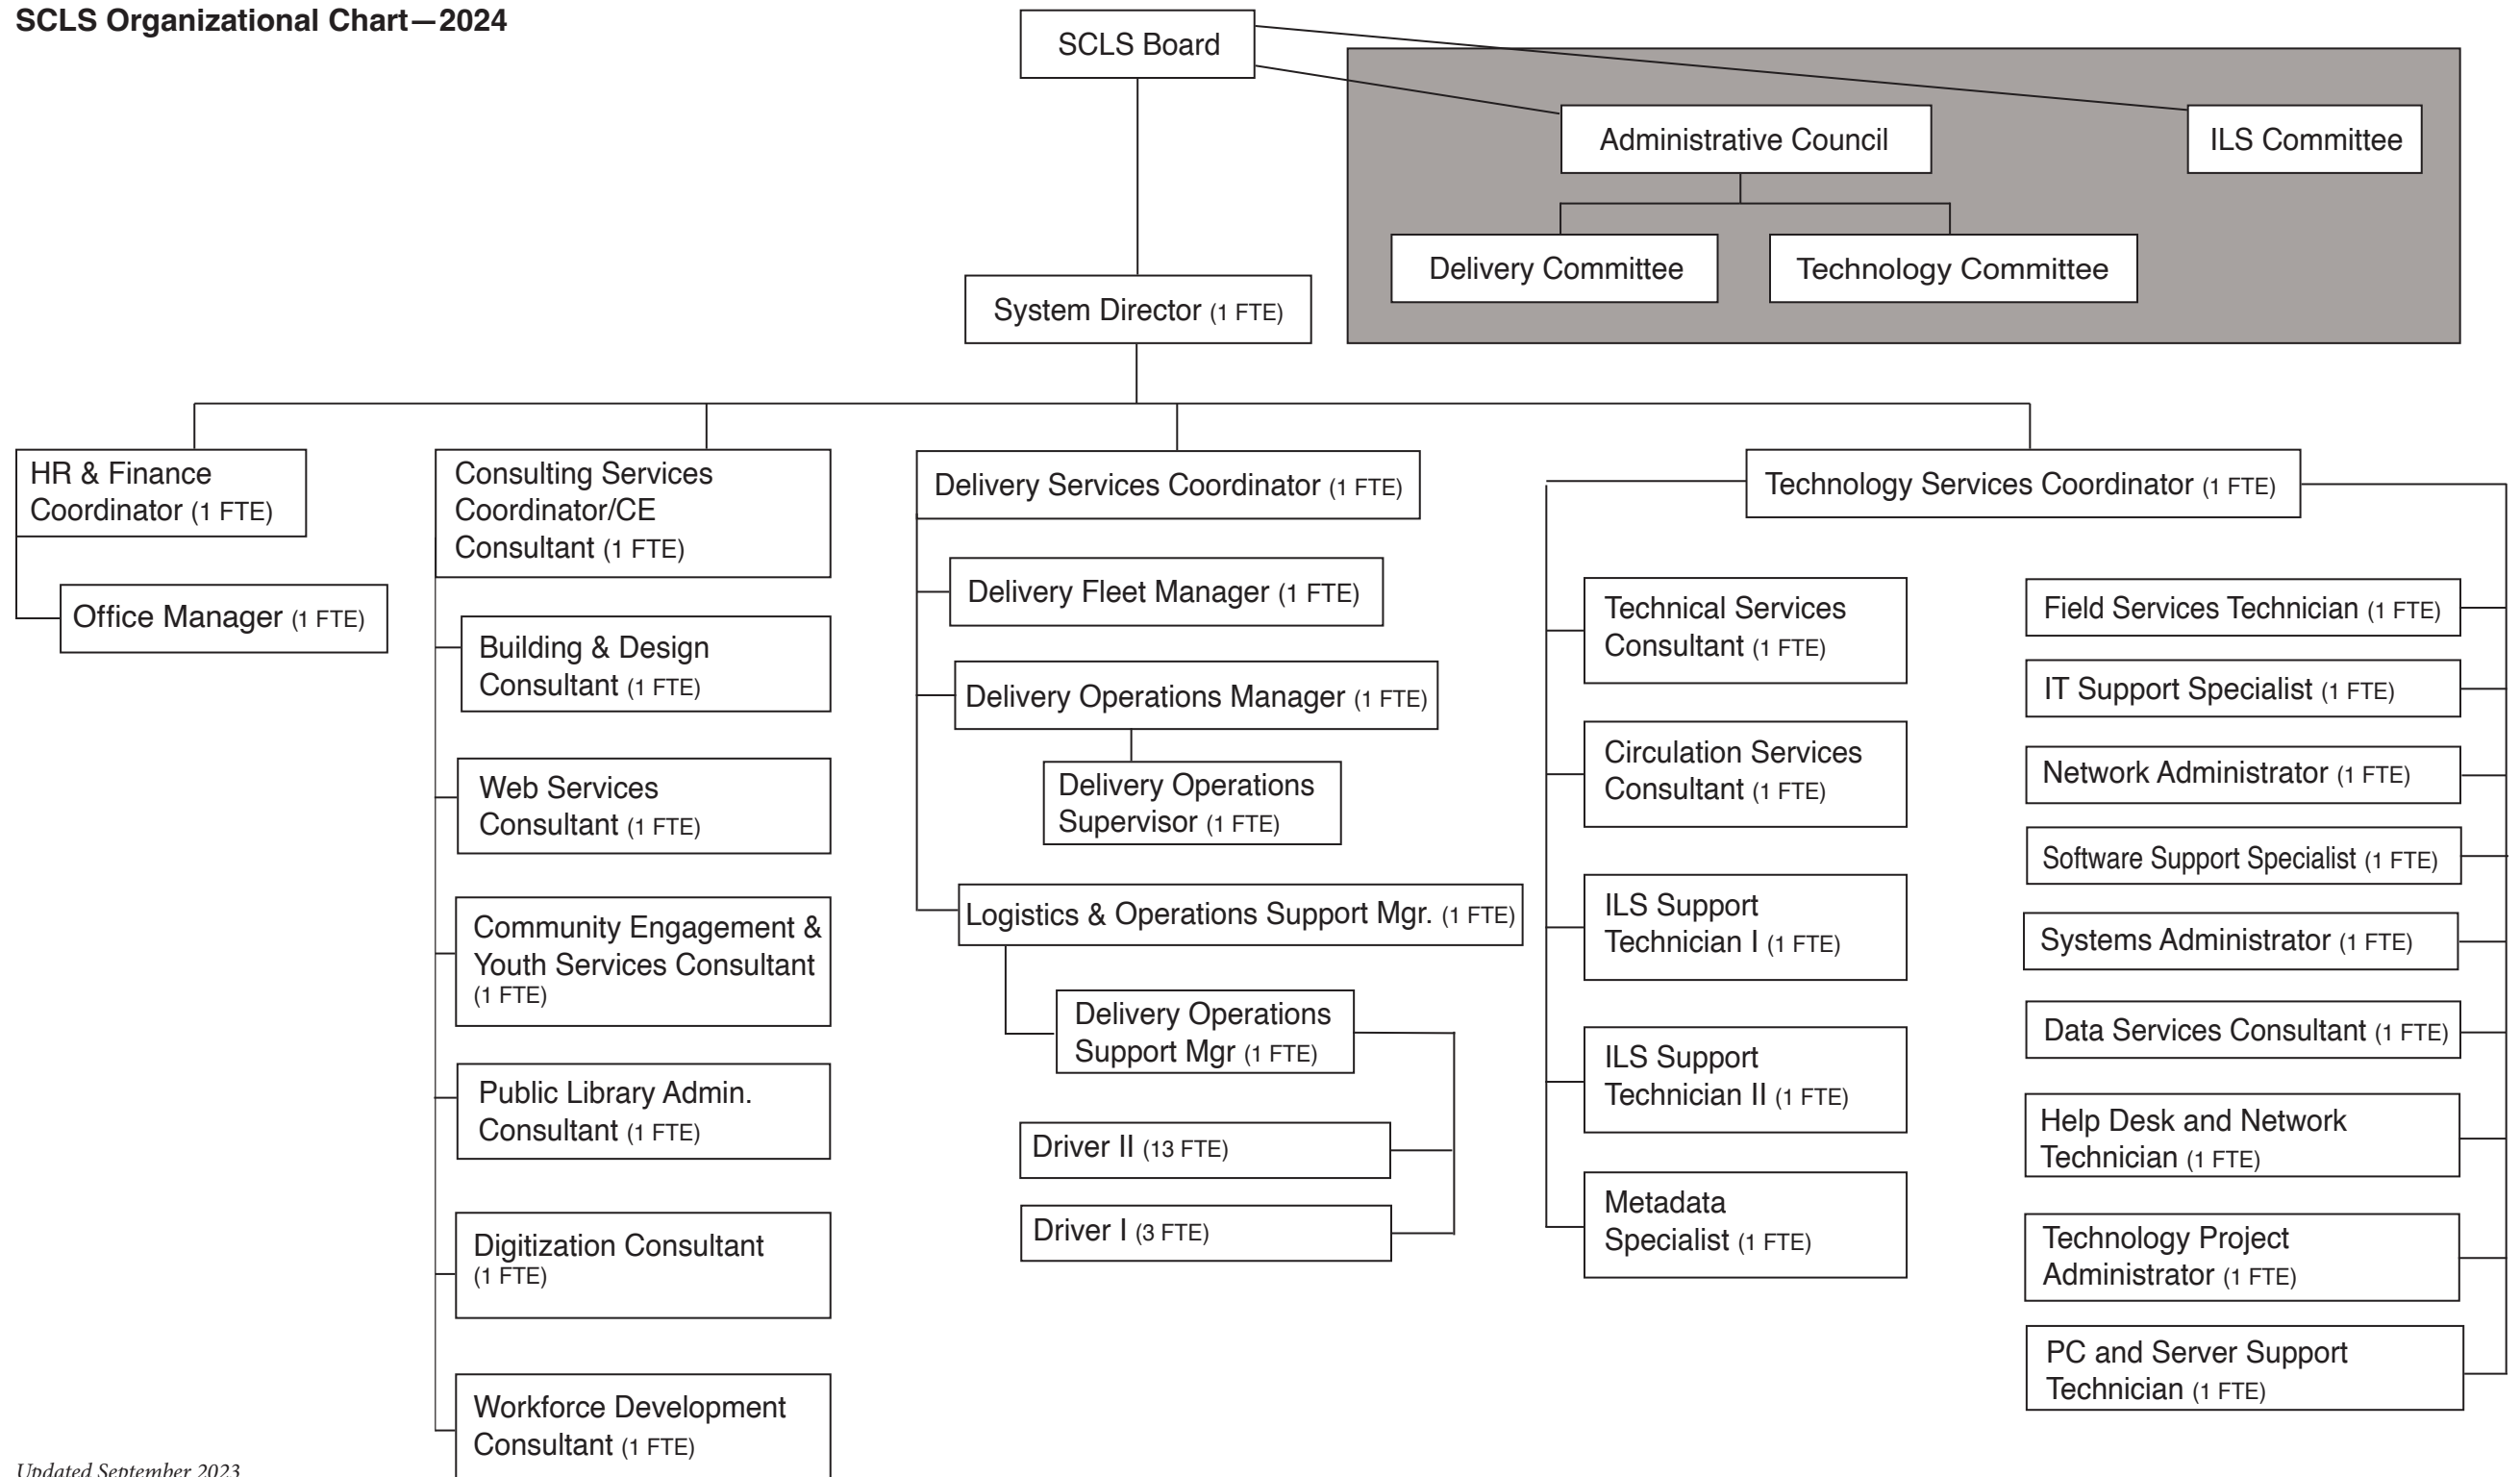 SCLS Organizational Chart—2024
SCLS Board
Administrative Council
ILS Committee
Delivery Committee
Technology Committee
System Director (1 FTE)
HR & Finance
Coordinator (1 FTE)
Office Manager (1 FTE)
Consulting Services
Coordinator/CE
Consultant (1 FTE)
Building & Design
Consultant (1 FTE)
Web Services
Consultant (1 FTE)
Community Engagement &
Youth Services Consultant
(1 FTE)
Public Library Admin.
Consultant (1 FTE)
Digitization Consultant
(1 FTE)
Workforce Development
Consultant (1 FTE)
Delivery Services Coordinator (1 FTE)
Delivery Fleet Manager (1 FTE)
Delivery Operations Manager (1 FTE)
Delivery Operations
Supervisor (1 FTE)
Logistics & Operations Support Mgr. (1 FTE)
Delivery Operations
Support Mgr (1 FTE)
Driver II (13 FTE)
Driver I (3 FTE)
Technology Services Coordinator (1 FTE)
Technical Services
Consultant (1 FTE)
Circulation Services
Consultant (1 FTE)
ILS Support
Technician I (1 FTE)
ILS Support
Technician II (1 FTE)
Metadata
Specialist (1 FTE)
Field Services Technician (1 FTE)
IT Support Specialist (1 FTE)
Network Administrator (1 FTE)
Software Support Specialist (1 FTE)
Systems Administrator (1 FTE)
Data Services Consultant (1 FTE)
Help Desk and Network
Technician (1 FTE)
Technology Project
Administrator (1 FTE)
PC and Server Support
Technician (1 FTE)
Updated September 2023